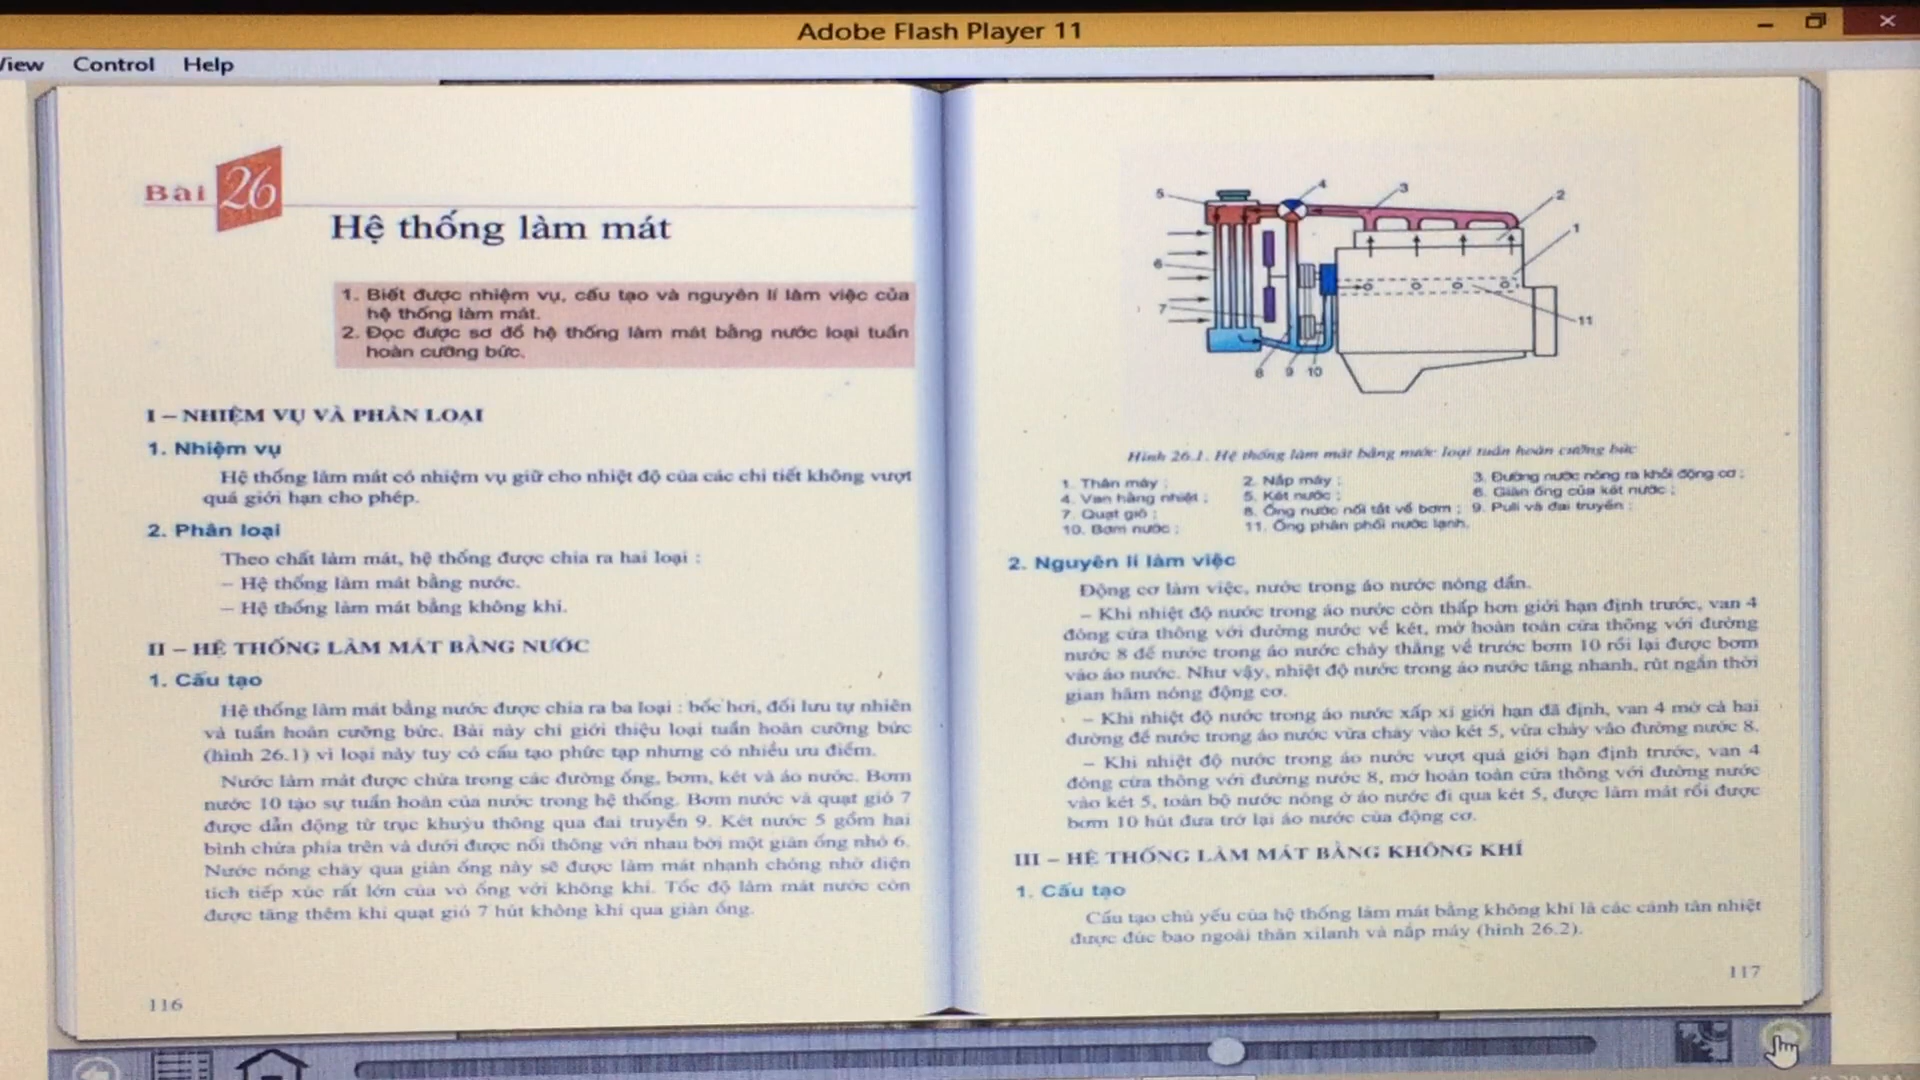 Adobe Flash Player 11
View Control Help
Bài 26
Hệ thống làm mát
1. Biết được nhiệm vụ, cấu tạo và nguyên lí làm việc của
hệ thống làm mát.
2. Đọc được sơ đồ hệ thống làm mát bằng nước loại tuần
hoàn cưỡng bức.
I – NHIỆM VỤ VÀ PHÂN LOẠI
1. Nhiệm vụ
Hệ thống làm mát có nhiệm vụ giữ cho nhiệt độ của các chi tiết không vượt
quá giới hạn cho phép.
2. Phân loại
Theo chất làm mát, hệ thống được chia ra hai loại :
– Hệ thống làm mát bằng nước.
– Hệ thống làm mát bằng không khí.
II – HỆ THỐNG LÀM MÁT BẰNG NƯỚC
1. Cấu tạo
Hệ thống làm mát bằng nước được chia ra ba loại : bốc hơi, đối lưu tự nhiên
và tuần hoàn cưỡng bức. Bài này chỉ giới thiệu loại tuần hoàn cưỡng bức
(hình 26.1) vì loại này tuy có cấu tạo phức tạp nhưng có nhiều ưu điểm.
Nước làm mát được chứa trong các đường ống, bơm, két và áo nước. Bơm
nước 10 tạo sự tuần hoàn của nước trong hệ thống. Bơm nước và quạt gió 7
được dẫn động từ trục khuỷu thông qua đai truyền 9. Két nước 5 gồm hai
bình chứa phía trên và dưới được nối thông với nhau bởi một giàn ống nhỏ 6.
Nước nóng chảy qua giàn ống này sẽ được làm mát nhanh chóng nhờ diện
tích tiếp xúc rất lớn của vỏ ống với không khí. Tốc độ làm mát nước còn
được tăng thêm khi quạt gió 7 hút không khí qua giàn ống.
116
5 4 3 2
1
6
7
11
8 9 10
Hình 26.1. Hệ thống làm mát bằng nước loại tuần hoàn cưỡng bức
1. Thân máy ; 2. Nắp máy ; 3. Đường nước nóng ra khỏi động cơ ;
4. Van hằng nhiệt ; 5. Két nước ; 6. Giàn ống của két nước ;
7. Quạt gió ; 8. Ống nước nối tắt về bơm ; 9. Puli và đai truyền ;
10. Bơm nước ; 11. Ống phân phối nước lạnh.
2. Nguyên lí làm việc
Động cơ làm việc, nước trong áo nước nóng dần.
– Khi nhiệt độ nước trong áo nước còn thấp hơn giới hạn định trước, van 4
đóng cửa thông với đường nước về két, mở hoàn toàn cửa thông với đường
nước 8 để nước trong áo nước chảy thẳng về trước bơm 10 rồi lại được bơm
vào áo nước. Như vậy, nhiệt độ nước trong áo nước tăng nhanh, rút ngắn thời
gian hâm nóng động cơ.
– Khi nhiệt độ nước trong áo nước xấp xỉ giới hạn đã định, van 4 mở cả hai
đường để nước trong áo nước vừa chảy vào két 5, vừa chảy vào đường nước 8.
– Khi nhiệt độ nước trong áo nước vượt quá giới hạn định trước, van 4
đóng cửa thông với đường nước 8, mở hoàn toàn cửa thông với đường nước
vào két 5, toàn bộ nước nóng ở áo nước đi qua két 5, được làm mát rồi được
bơm 10 hút đưa trở lại áo nước của động cơ.
III – HỆ THỐNG LÀM MÁT BẰNG KHÔNG KHÍ
1. Cấu tạo
Cấu tạo chủ yếu của hệ thống làm mát bằng không khí là các cánh tản nhiệt
được đúc bao ngoài thân xilanh và nắp máy (hình 26.2).
117